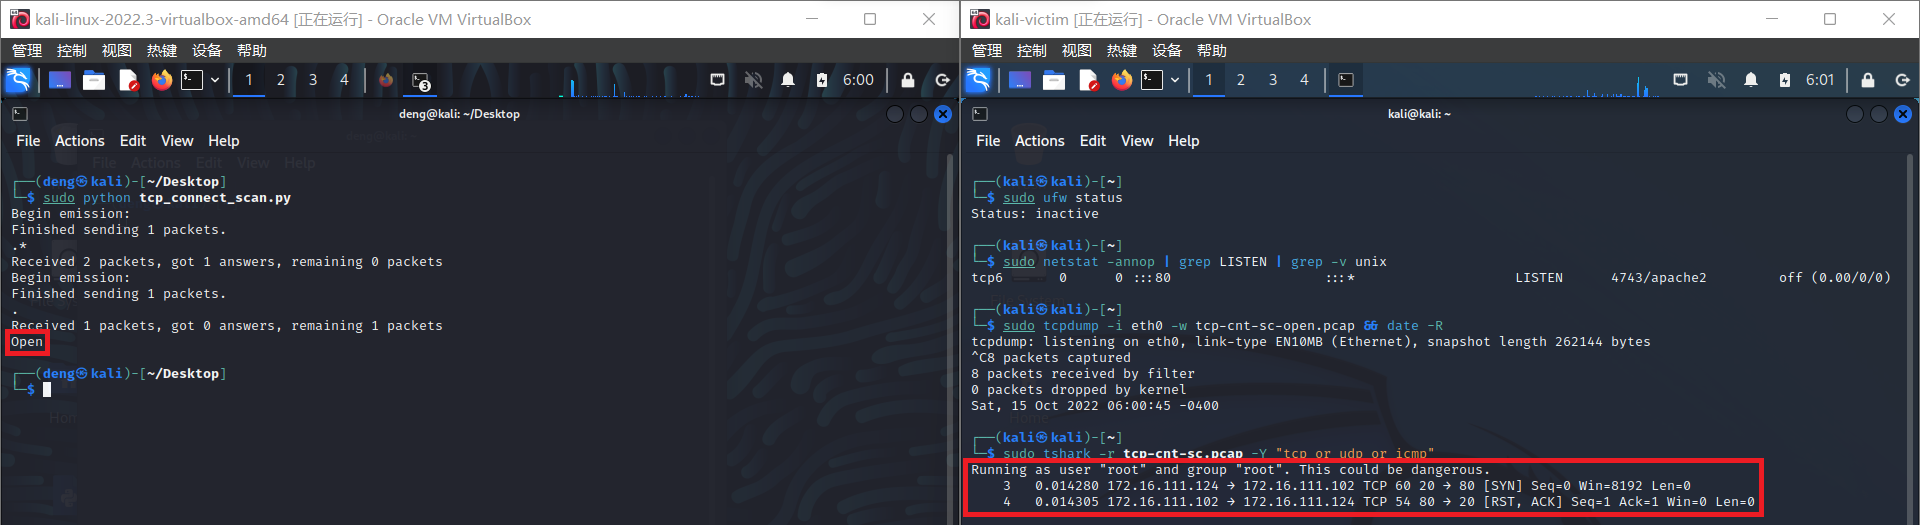 kali-linux-2022.3-virtualbox-amd64 [正在运行] - Oracle VM VirtualBox
管理 控制 视图 热键 设备 帮助
1 2 3 4 3 6:00
deng@kali: ~/Desktop
File Actions Edit View Help
┌──(deng㉿kali)-[~/Desktop]
└─$ sudo python tcp_connect_scan.py
Begin emission:
Finished sending 1 packets.
.*
Received 2 packets, got 1 answers, remaining 0 packets
Begin emission:
Finished sending 1 packets.
.
Received 1 packets, got 0 answers, remaining 1 packets
Open
┌──(deng㉿kali)-[~/Desktop]
└─$
kali-victim [正在运行] - Oracle VM VirtualBox
管理 控制 视图 热键 设备 帮助
1 2 3 4 6:01
kali@kali: ~
File Actions Edit View Help
┌──(kali㉿kali)-[~]
└─$ sudo ufw status
Status: inactive
┌──(kali㉿kali)-[~]
└─$ sudo netstat -annop | grep LISTEN | grep -v unix
tcp6 0 0 :::80 :::* LISTEN 4743/apache2 off (0.00/0/0)
┌──(kali㉿kali)-[~]
└─$ sudo tcpdump -i eth0 -w tcp-cnt-sc-open.pcap && date -R
tcpdump: listening on eth0, link-type EN10MB (Ethernet), snapshot length 262144 bytes
^C8 packets captured
8 packets received by filter
0 packets dropped by kernel
Sat, 15 Oct 2022 06:00:45 -0400
┌──(kali㉿kali)-[~]
└─$ sudo tshark -r tcp-cnt-sc.pcap -Y "tcp or udp or icmp"
Running as user "root" and group "root". This could be dangerous.
3 0.014280 172.16.111.124 → 172.16.111.102 TCP 60 20 → 80 [SYN] Seq=0 Win=8192 Len=0
4 0.014305 172.16.111.102 → 172.16.111.124 TCP 54 80 → 20 [RST, ACK] Seq=1 Ack=1 Win=0 Len=0